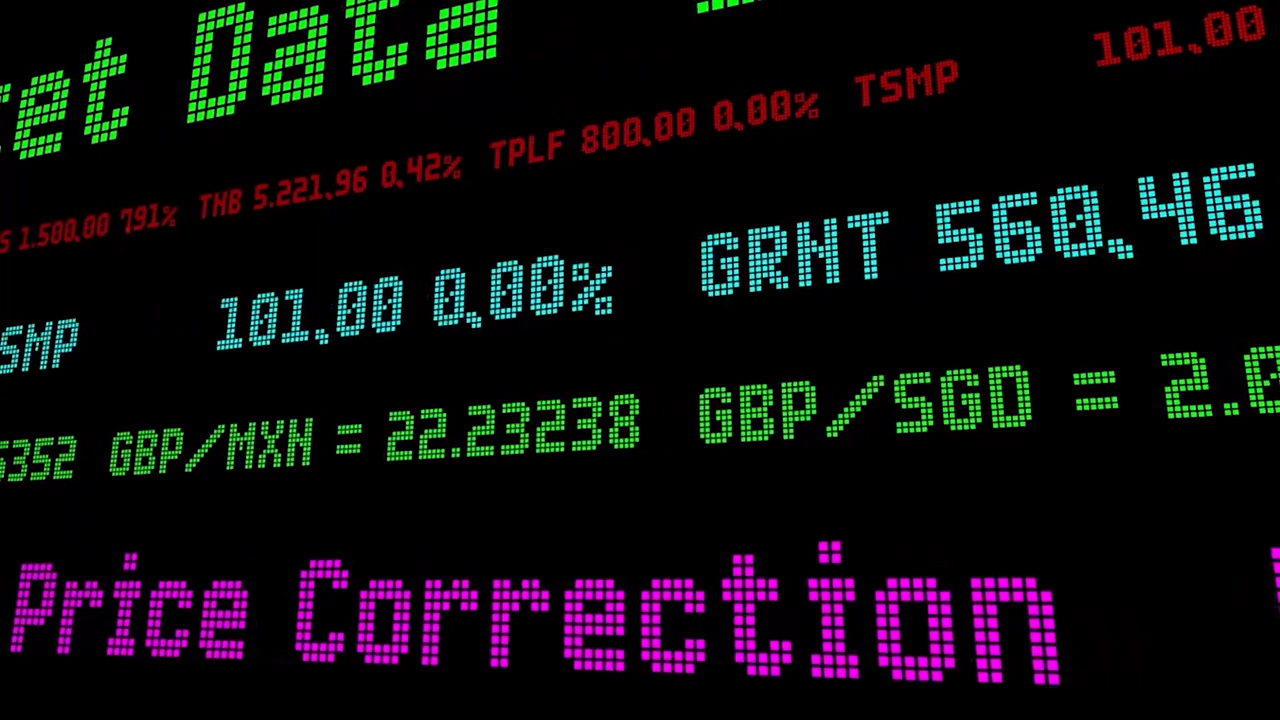 et Data
S 1.500,00 791% THB 5.221,96 0,42% TPLF 800,00 0,00% TSMP 101,00
SMP 101,00 0,00% GRNT 560,46
5352 GBP/MXN = 22.23238 GBP/SGD = 2.0
Price Correction